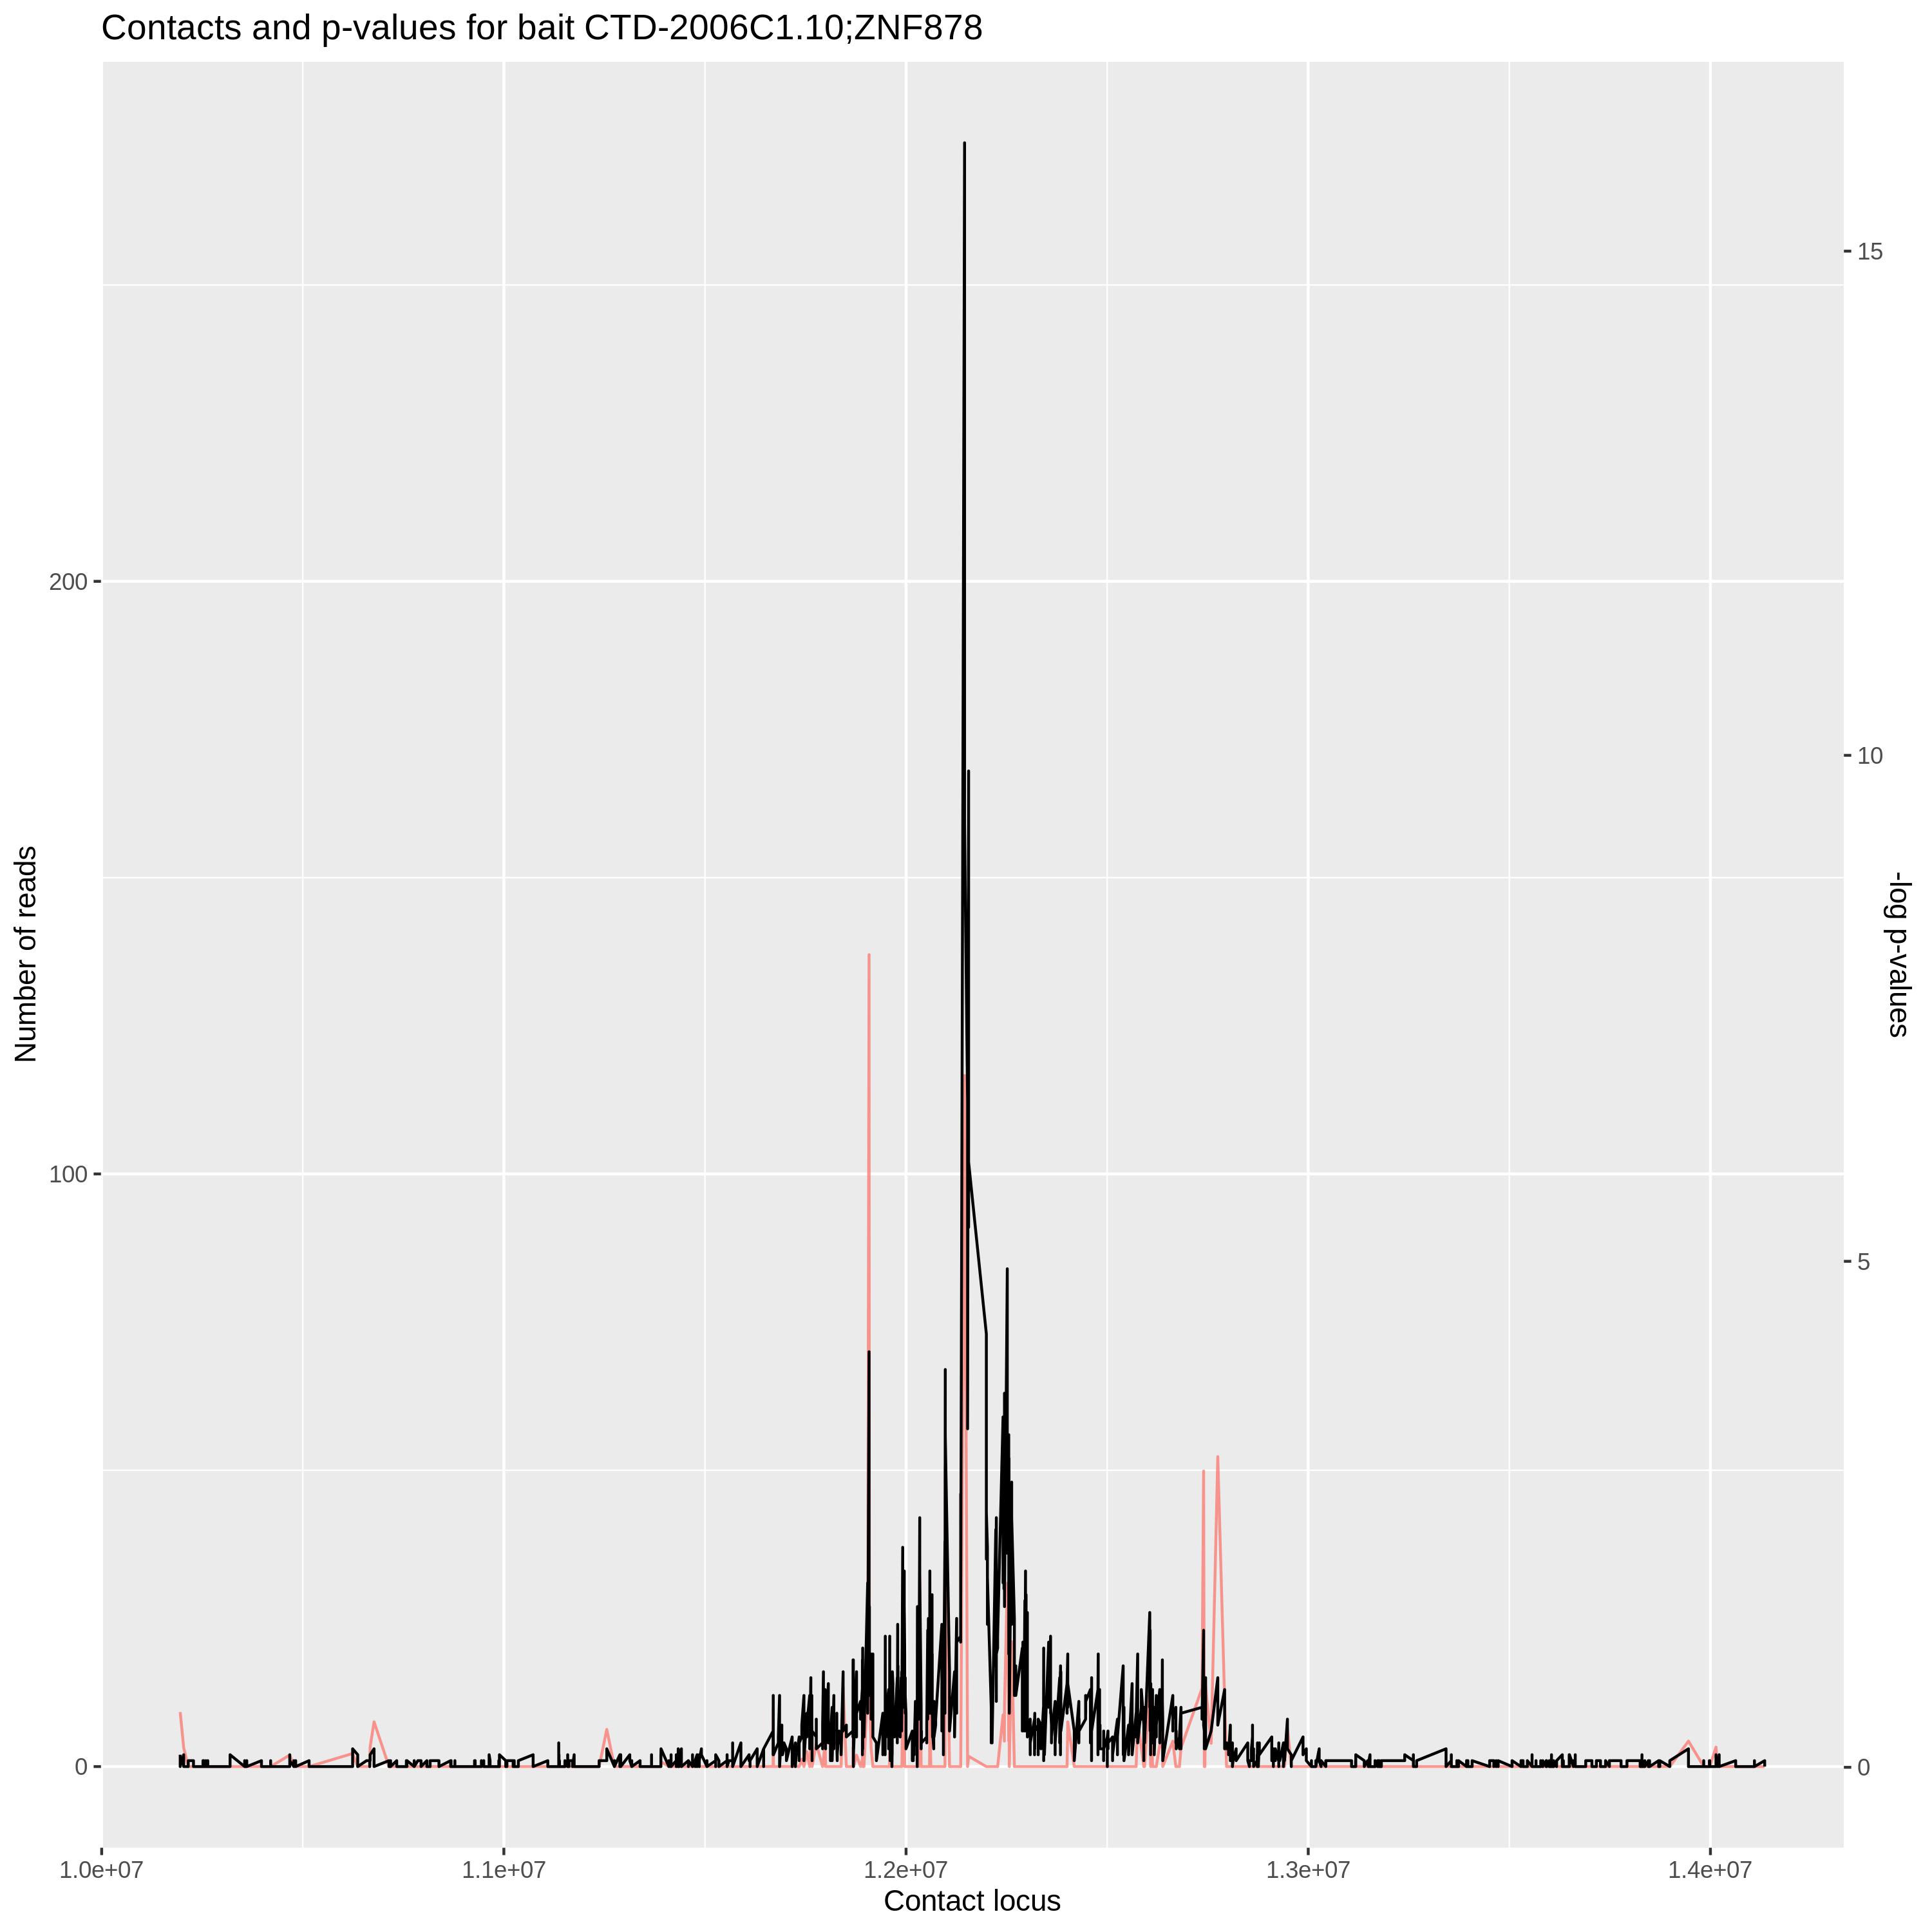 Contacts and p-values for bait CTD-2006C1.10;ZNF878
Number of reads
200
100
0
15
10
5
0
-log p-values
1.0e+07 1.1e+07 1.2e+07 1.3e+07 1.4e+07
Contact locus